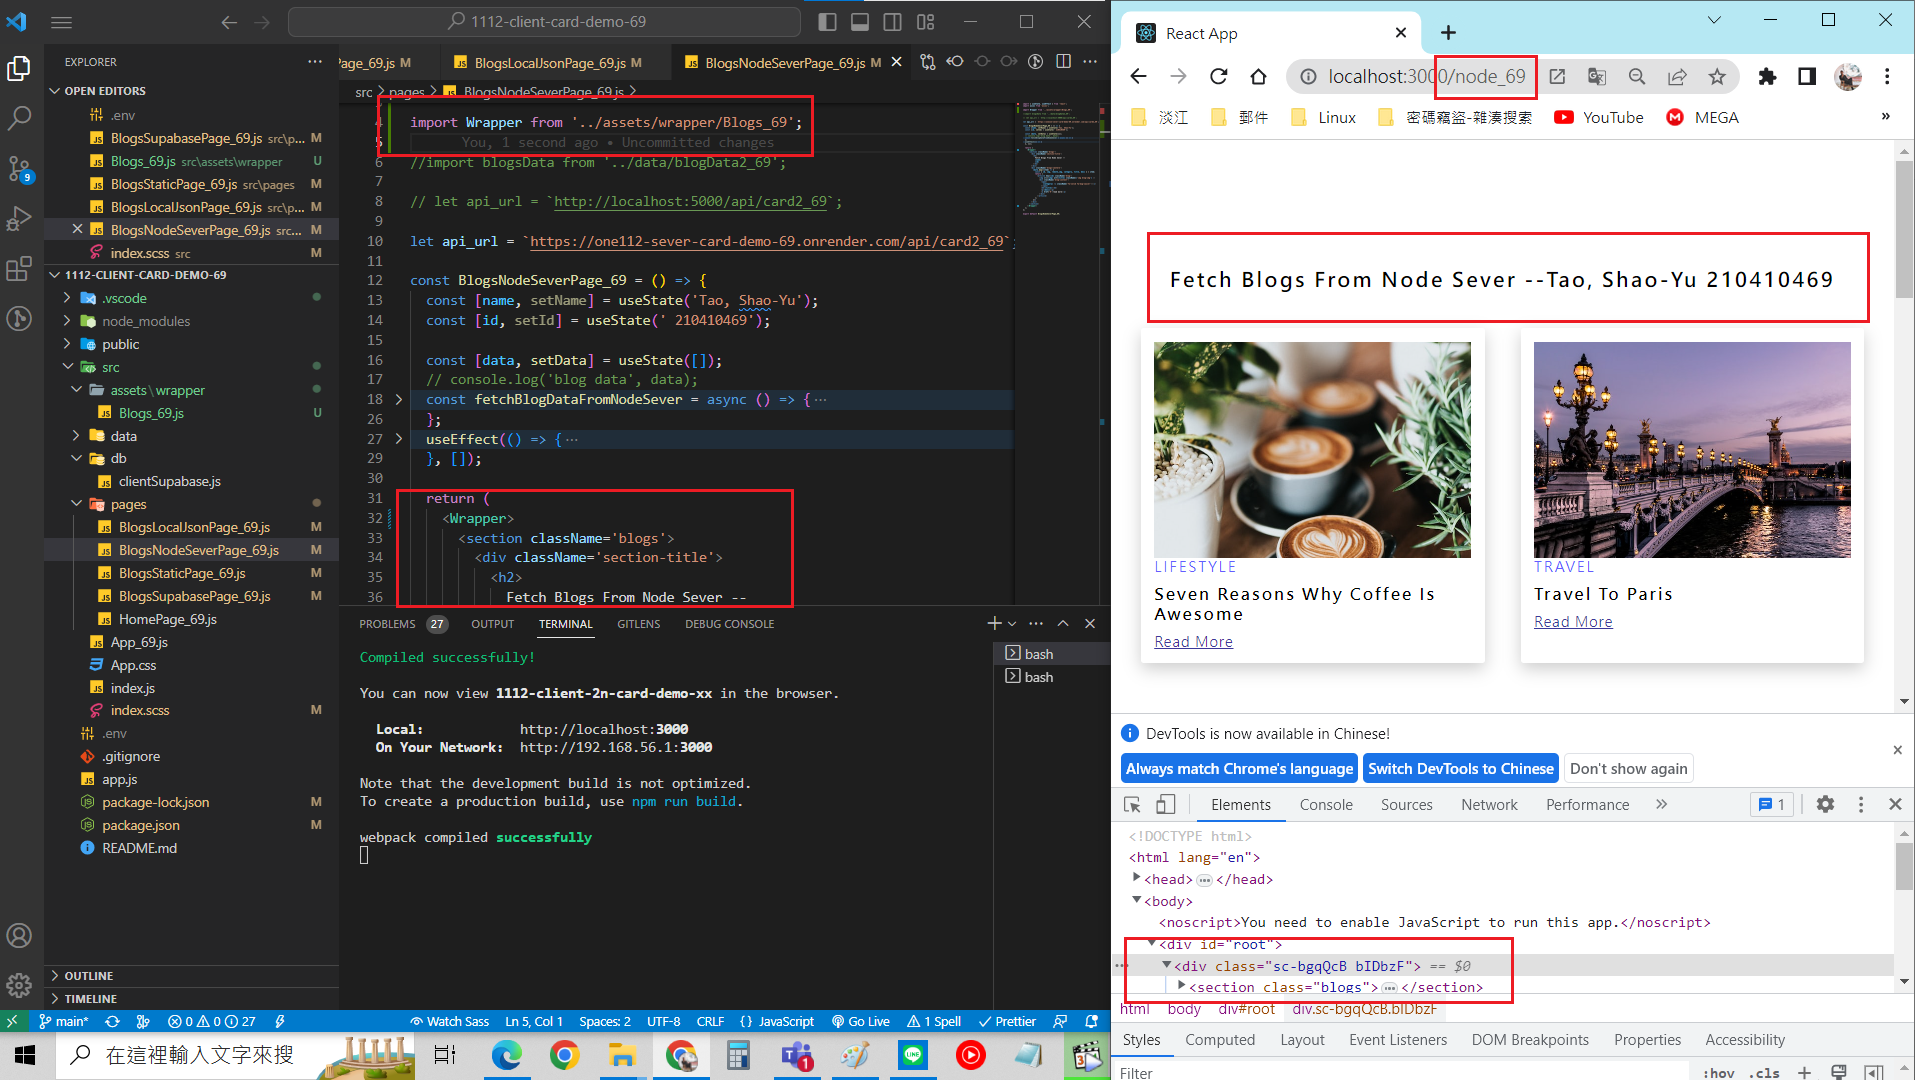 1112-client-card-demo-69
EXPLORER
OPEN EDITORS
.env
BlogsSupabasePage_69.js src\p... M
Blogs_69.js src\assets\wrapper U
BlogsStaticPage_69.js src\pages M
BlogsLocalJsonPage_69.js src\p... M
BlogsNodeSeverPage_69.js src... M
index.scss src M
1112-CLIENT-CARD-DEMO-69
.vscode
node_modules
public
src
assets\wrapper
Blogs_69.js U
data
db
clientSupabase.js
pages
BlogsLocalJsonPage_69.js M
BlogsNodeSeverPage_69.js M
BlogsStaticPage_69.js M
BlogsSupabasePage_69.js M
HomePage_69.js
App_69.js
App.css
index.js
index.scss M
.env
.gitignore
app.js
package-lock.json M
package.json M
README.md
OUTLINE
TIMELINE
Page_69.js M
BlogsLocalJsonPage_69.js M
BlogsNodeSeverPage_69.js M
src > pages > BlogsNodeSeverPage_69.js >
4 import Wrapper from '../assets/wrapper/Blogs_69';
5 You, 1 second ago • Uncommitted changes
6 //import blogsData from '../data/blogData2_69';
7
8 // let api_url = `http://localhost:5000/api/card2_69`;
9
10 let api_url = `https://one112-sever-card-demo-69.onrender.com/api/card2_69`;
11
12 const BlogsNodeSeverPage_69 = () => {
13 const [name, setName] = useState('Tao, Shao-Yu');
14 const [id, setId] = useState(' 210410469');
15
16 const [data, setData] = useState([]);
17 // console.log('blog data', data);
18 const fetchBlogDataFromNodeSever = async () => { ...
26 };
27 useEffect(() => { ...
29 }, []);
30
31 return (
32 <Wrapper>
33 <section className='blogs'>
34 <div className='section-title'>
35 <h2>
36 Fetch Blogs From Node Sever --
PROBLEMS 27 OUTPUT TERMINAL GITLENS DEBUG CONSOLE
bash
bash
Compiled successfully!
You can now view 1112-client-2n-card-demo-xx in the browser.
Local: http://localhost:3000
On Your Network: http://192.168.56.1:3000
Note that the development build is not optimized.
To create a production build, use npm run build.
webpack compiled successfully
9
main* 0 0 27 Watch Sass Ln 5, Col 1 Spaces: 2 UTF-8 CRLF {} JavaScript Go Live 1 Spell Prettier
在這裡輸入文字來搜
React App
localhost:3000/node_69
淡江 郵件 Linux 密碼竊盜-雜湊搜索 YouTube MEGA »
Fetch Blogs From Node Sever --Tao, Shao-Yu 210410469
LIFESTYLE
Seven Reasons Why Coffee Is
Awesome
Read More
TRAVEL
Travel To Paris
Read More
DevTools is now available in Chinese!
Always match Chrome's language Switch DevTools to Chinese Don't show again
Elements Console Sources Network Performance » 1
<!DOCTYPE html>
<html lang="en">
<head> ... </head>
<body>
<noscript>You need to enable JavaScript to run this app.</noscript>
<div id="root">
<div class="sc-bgqQcB bIDbzF"> == $0
<section class="blogs"> ... </section>
html body div#root div.sc-bgqQcB.bIDbzF
Styles Computed Layout Event Listeners DOM Breakpoints Properties Accessibility
Filter :hov .cls +